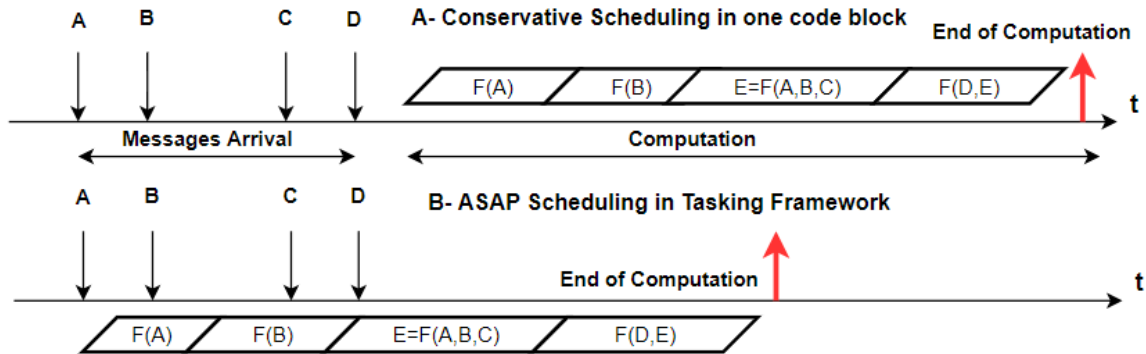 A B C D A- Conservative Scheduling in one code block
End of Computation
F(A) F(B) E=F(A,B,C) F(D,E)
t
Messages Arrival Computation
A B C D B- ASAP Scheduling in Tasking Framework
End of Computation t
F(A) F(B) E=F(A,B,C) F(D,E)